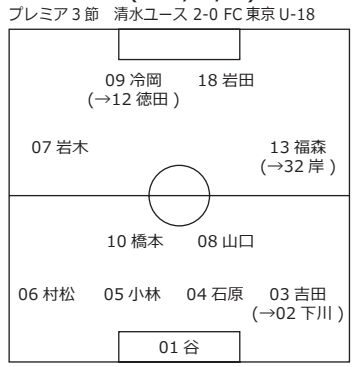 プレミア3節　清水ユース 2-0 FC東京U-18
09 冷岡　18 岩田
(→12 徳田 )
07 岩木　13 福森
(→32 岸 )
10 橋本　08 山口
06 村松　05 小林　04 石原　03 吉田
(→02 下川 )
01 谷